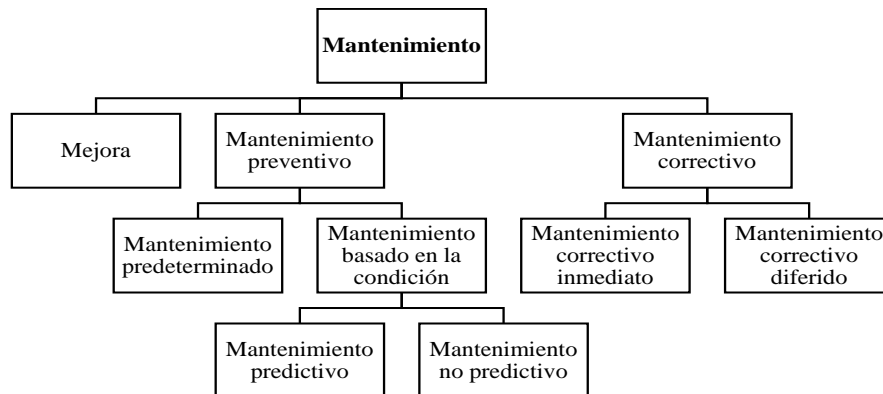 Mantenimiento
Mejora
Mantenimiento
preventivo
Mantenimiento
correctivo
Mantenimiento
predeterminado
Mantenimiento
basado en la
condición
Mantenimiento
correctivo
inmediato
Mantenimiento
correctivo
diferido
Mantenimiento
predictivo
Mantenimiento
no predictivo